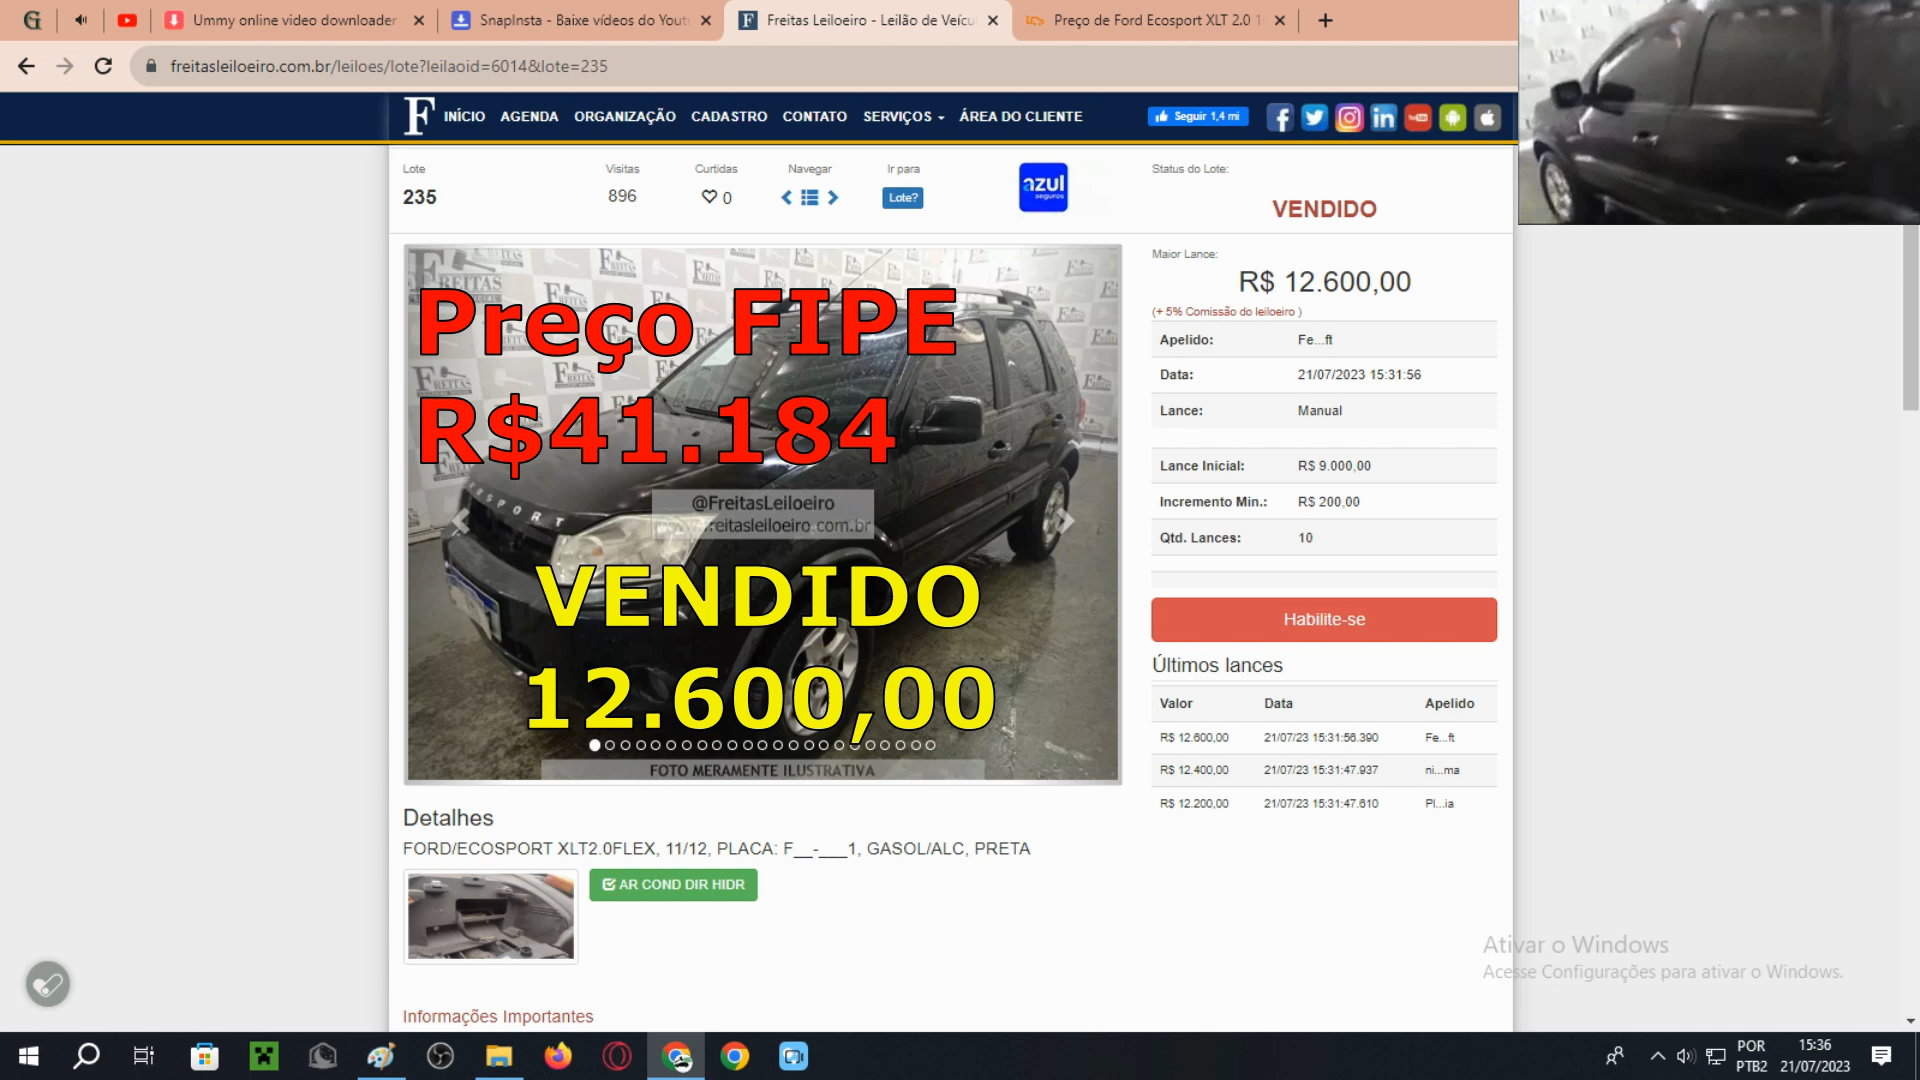 Ummy online video downloader
SnapInsta - Baixe vídeos do Yout
Freitas Leiloeiro - Leilão de Veícu
Preço de Ford Ecosport XLT 2.0 1
freitasleiloeiro.com.br/leiloes/lote?leilaoid=6014&lote=235
F INÍCIO AGENDA ORGANIZAÇÃO CADASTRO CONTATO SERVIÇOS ÁREA DO CLIENTE
Seguir 1,4 mi
Lote
235
Visitas
896
Curtidas
0
Navegar
Ir para
Lote?
azul
seguros
Status do Lote:
VENDIDO
Preço FIPE
R$41.184
@FreitasLeiloeiro
www.freitasleiloeiro.com.br
ECOSPORT
VENDIDO
12.600,00
FOTO MERAMENTE ILUSTRATIVA
Maior Lance:
R$ 12.600,00
(+ 5% Comissão do leiloeiro )
Apelido: Fe...ft
Data: 21/07/2023 15:31:56
Lance: Manual
Lance Inicial: R$ 9.000,00
Incremento Min.: R$ 200,00
Qtd. Lances: 10
Habilite-se
Últimos lances
Valor Data Apelido
R$ 12.600,00 21/07/23 15:31:56.390 Fe...ft
R$ 12.400,00 21/07/23 15:31:47.937 ni...ma
R$ 12.200,00 21/07/23 15:31:47.610 Pl...ia
Detalhes
FORD/ECOSPORT XLT2.0FLEX, 11/12, PLACA: F__-___1, GASOL/ALC, PRETA
AR COND DIR HIDR
Informações Importantes
Ativar o Windows
Acesse Configurações para ativar o Windows.
POR
PTB2
15:36
21/07/2023